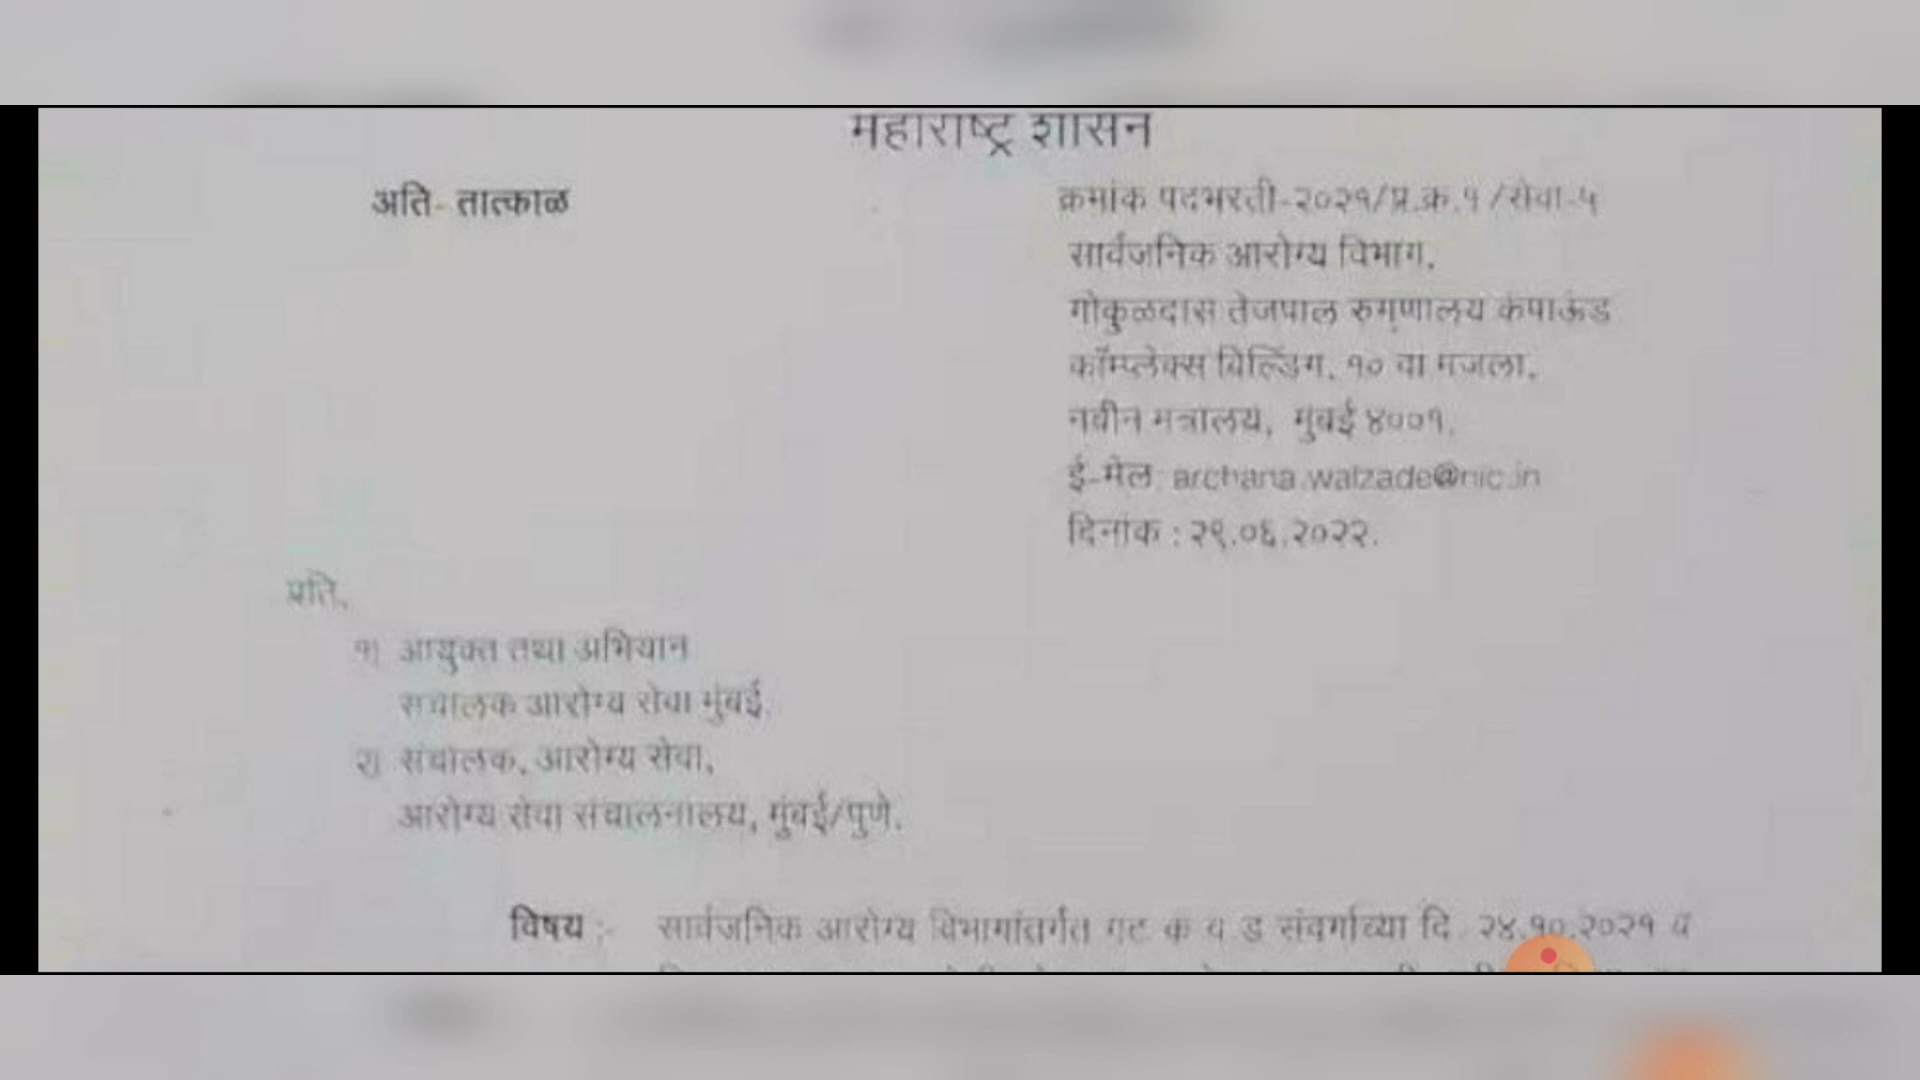 महाराष्ट्र शासन
अति- तात्काळ
क्रमांक पदभरती-२०२१/प्र.क्र.१/सेवा-५
सार्वजनिक आरोग्य विभाग,
गोकुळदास तेजपाल रुग्णालय कंपाऊंड
कॉम्प्लेक्स बिल्डिंग, १० वा मजला,
नवीन मंत्रालय, मुंबई ४००१.
ई-मेल: archana.walzade@nic.in
दिनांक : २९.०६.२०२२.
प्रति,
१) आयुक्त तथा अभियान
संचालक आरोग्य सेवा मुंबई.
२) संचालक, आरोग्य सेवा,
आरोग्य सेवा संचालनालय, मुंबई/पुणे.
विषय :- सार्वजनिक आरोग्य विभागांतर्गत गट क व ड संवर्गाच्या दि. २४.१०.२०२१ व